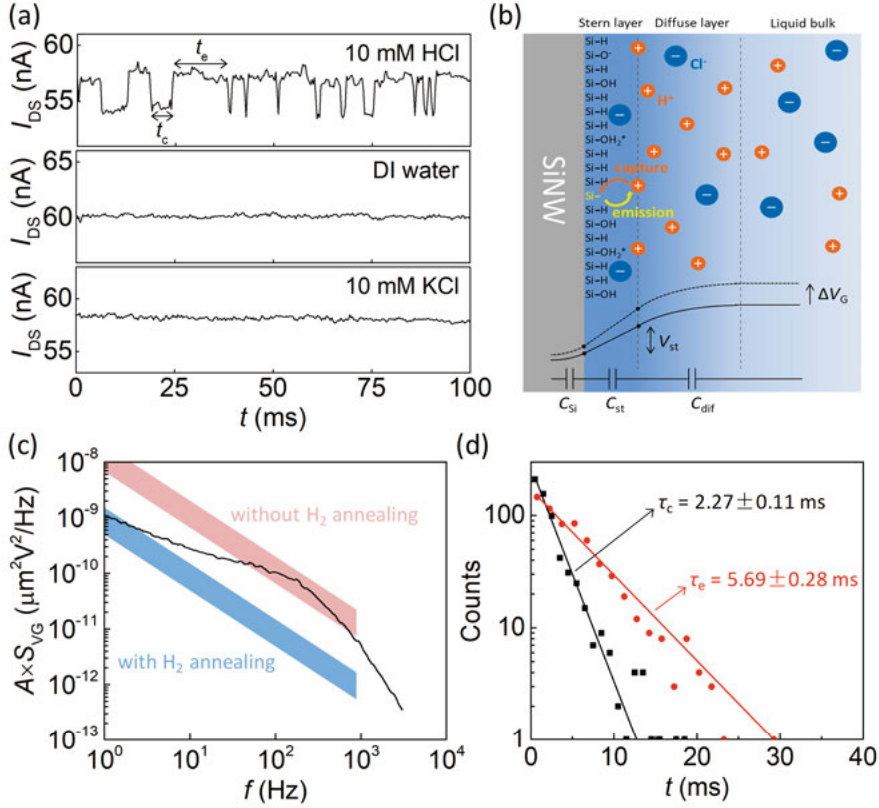 (a)
10 mM HCl
60
55
I_DS (nA)
t_e
t_c
DI water
65
60
I_DS (nA)
10 mM KCl
60
55
I_DS (nA)
0 25 50 75 100
t (ms)
(b)
Stern layer Diffuse layer Liquid bulk
SiNW
Si–H
Si–O⁻
Si–H
Si–OH
Si–H
Si–H
Si–H
Si–OH₂⁺
Si–H
Si–H
Si–H
Si–
Si–H
Si–OH
Si–H
Si–OH₂⁺
Si–H
Si–H
Si–OH
Cl⁻
H⁺
capture
emission
ΔV_G
V_st
C_Si C_st C_dif
(c)
10⁻⁸
10⁻⁹
10⁻¹⁰
10⁻¹¹
10⁻¹²
10⁻¹³
A×S_VG (μm²V²/Hz)
without H₂ annealing
with H₂ annealing
10⁰ 10¹ 10² 10³ 10⁴
f (Hz)
(d)
100
10
1
Counts
τ_c = 2.27±0.11 ms
τ_e = 5.69±0.28 ms
0 10 20 30 40
t (ms)